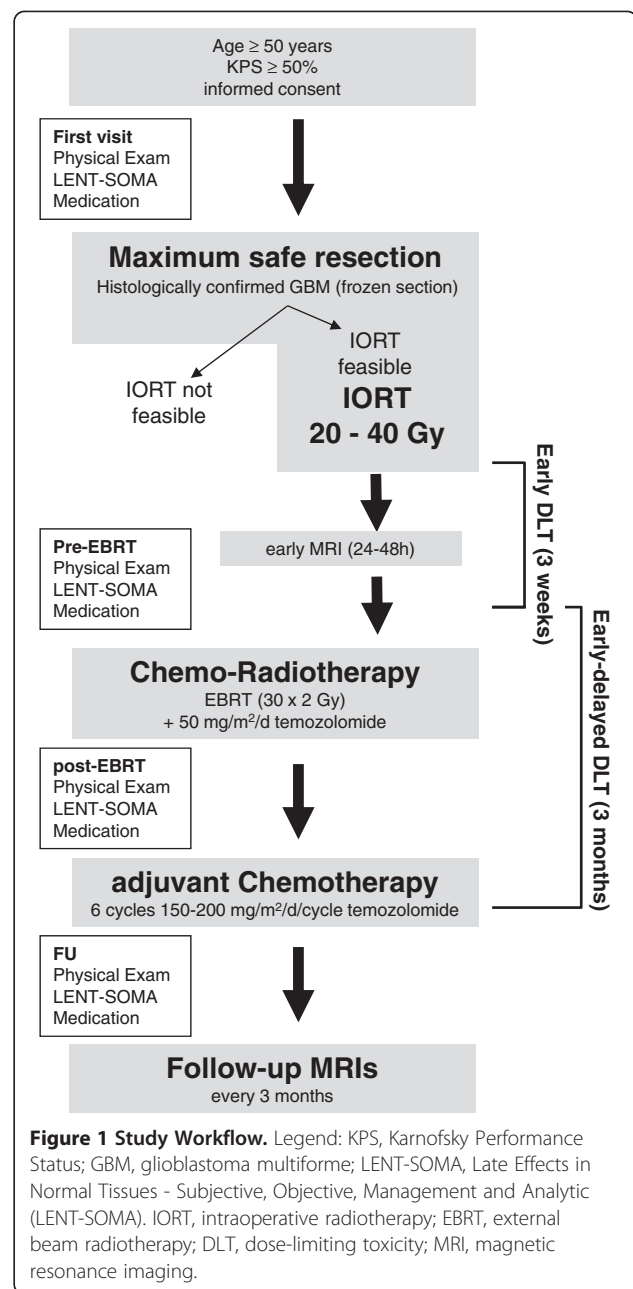 Age ≥ 50 years
KPS ≥ 50%
informed consent
First visit
Physical Exam
LENT-SOMA
Medication
Maximum safe resection
Histologically confirmed GBM (frozen section)
IORT not
feasible
IORT
feasible
IORT
20 - 40 Gy
Early DLT (3 weeks)
early MRI (24-48h)
Pre-EBRT
Physical Exam
LENT-SOMA
Medication
Early-delayed DLT (3 months)
Chemo-Radiotherapy
EBRT (30 x 2 Gy)
+ 50 mg/m²/d temozolomide
post-EBRT
Physical Exam
LENT-SOMA
Medication
adjuvant Chemotherapy
6 cycles 150-200 mg/m²/d/cycle temozolomide
FU
Physical Exam
LENT-SOMA
Medication
Follow-up MRIs
every 3 months
Figure 1 Study Workflow. Legend: KPS, Karnofsky Performance
Status; GBM, glioblastoma multiforme; LENT-SOMA, Late Effects in
Normal Tissues - Subjective, Objective, Management and Analytic
(LENT-SOMA). IORT, intraoperative radiotherapy; EBRT, external
beam radiotherapy; DLT, dose-limiting toxicity; MRI, magnetic
resonance imaging.